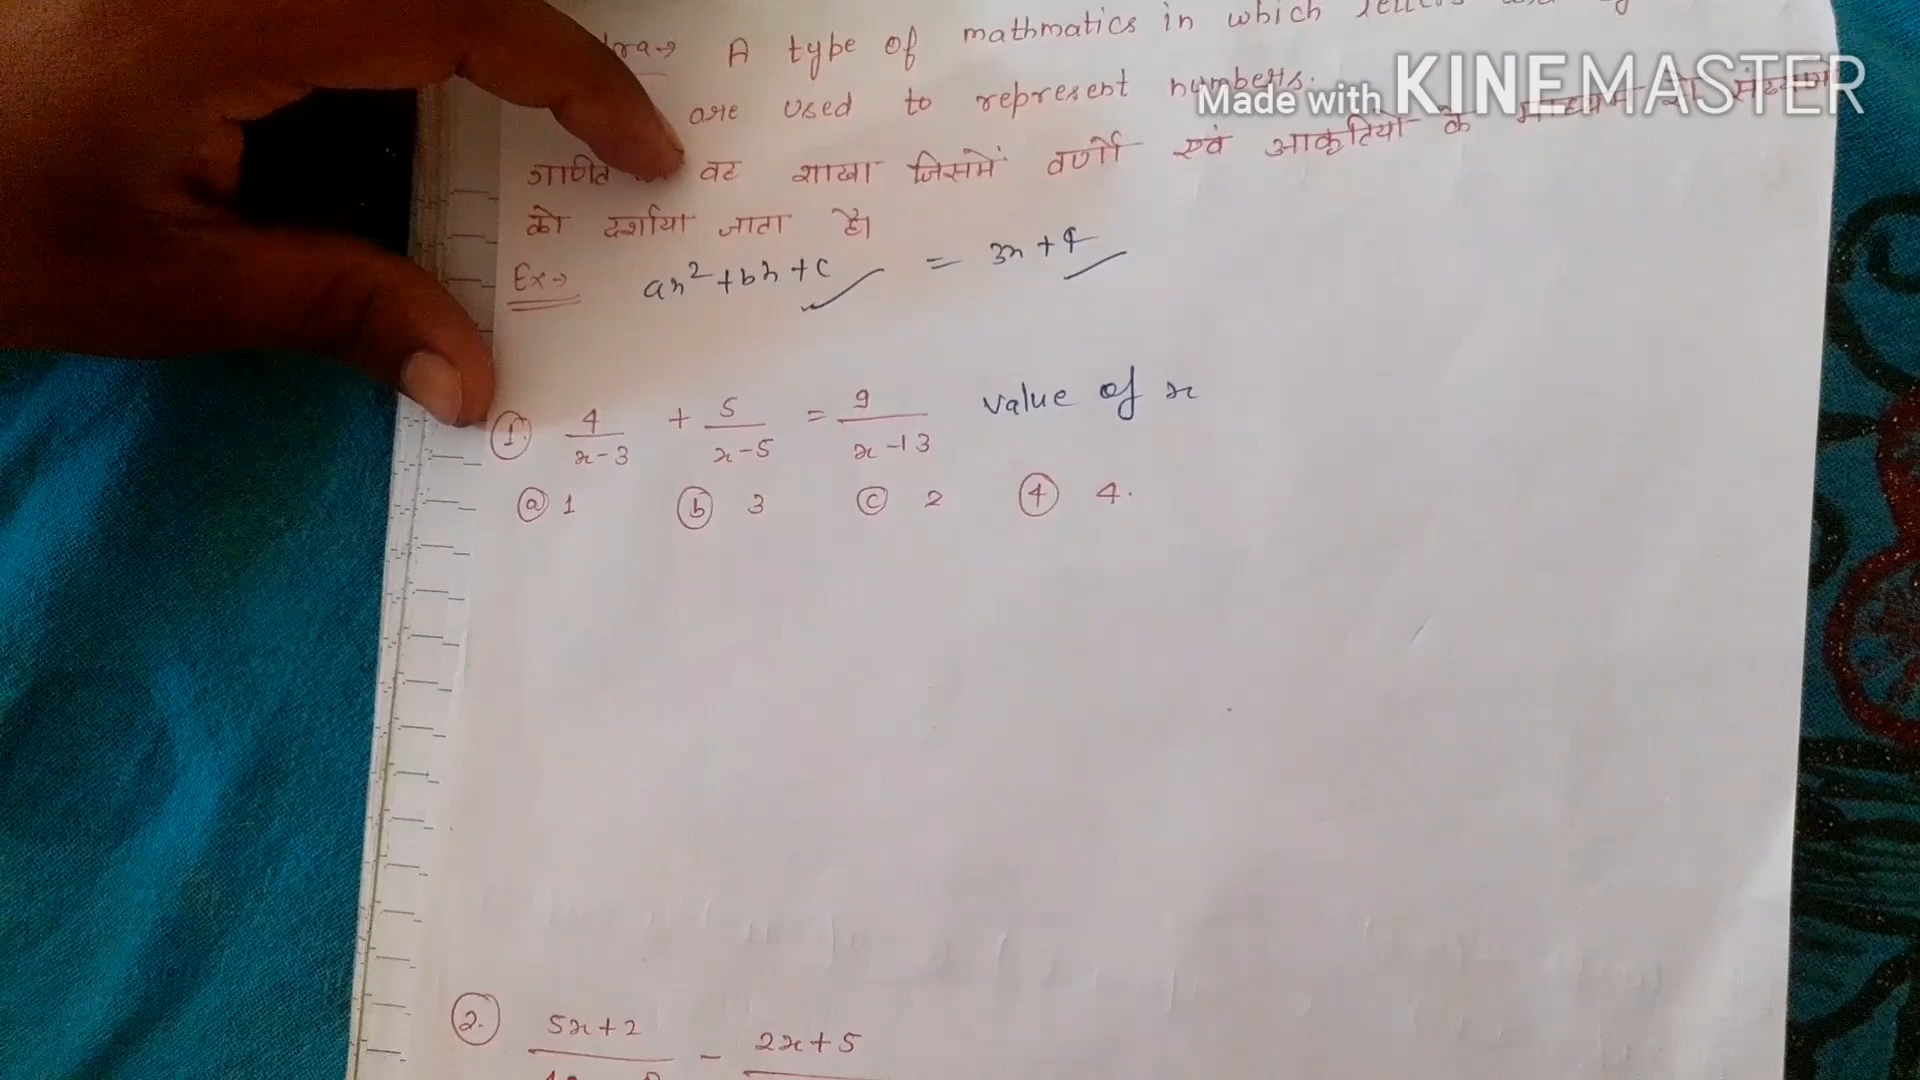 A type of mathmatics in which
are used to represent numbers.
Made with KINEMASTER
वह शाखा जिसमें वर्णो एवं आकृतियो के माध्यम से
को दर्शाया जाता है।
Ex→ ax²+bx+c = 3x+9
1. 4/(x-3) + 5/(x-5) = 9/(x-13) value of x
a 1 b 3 c 2 4 4.
2. 5x+2 - 2x+5